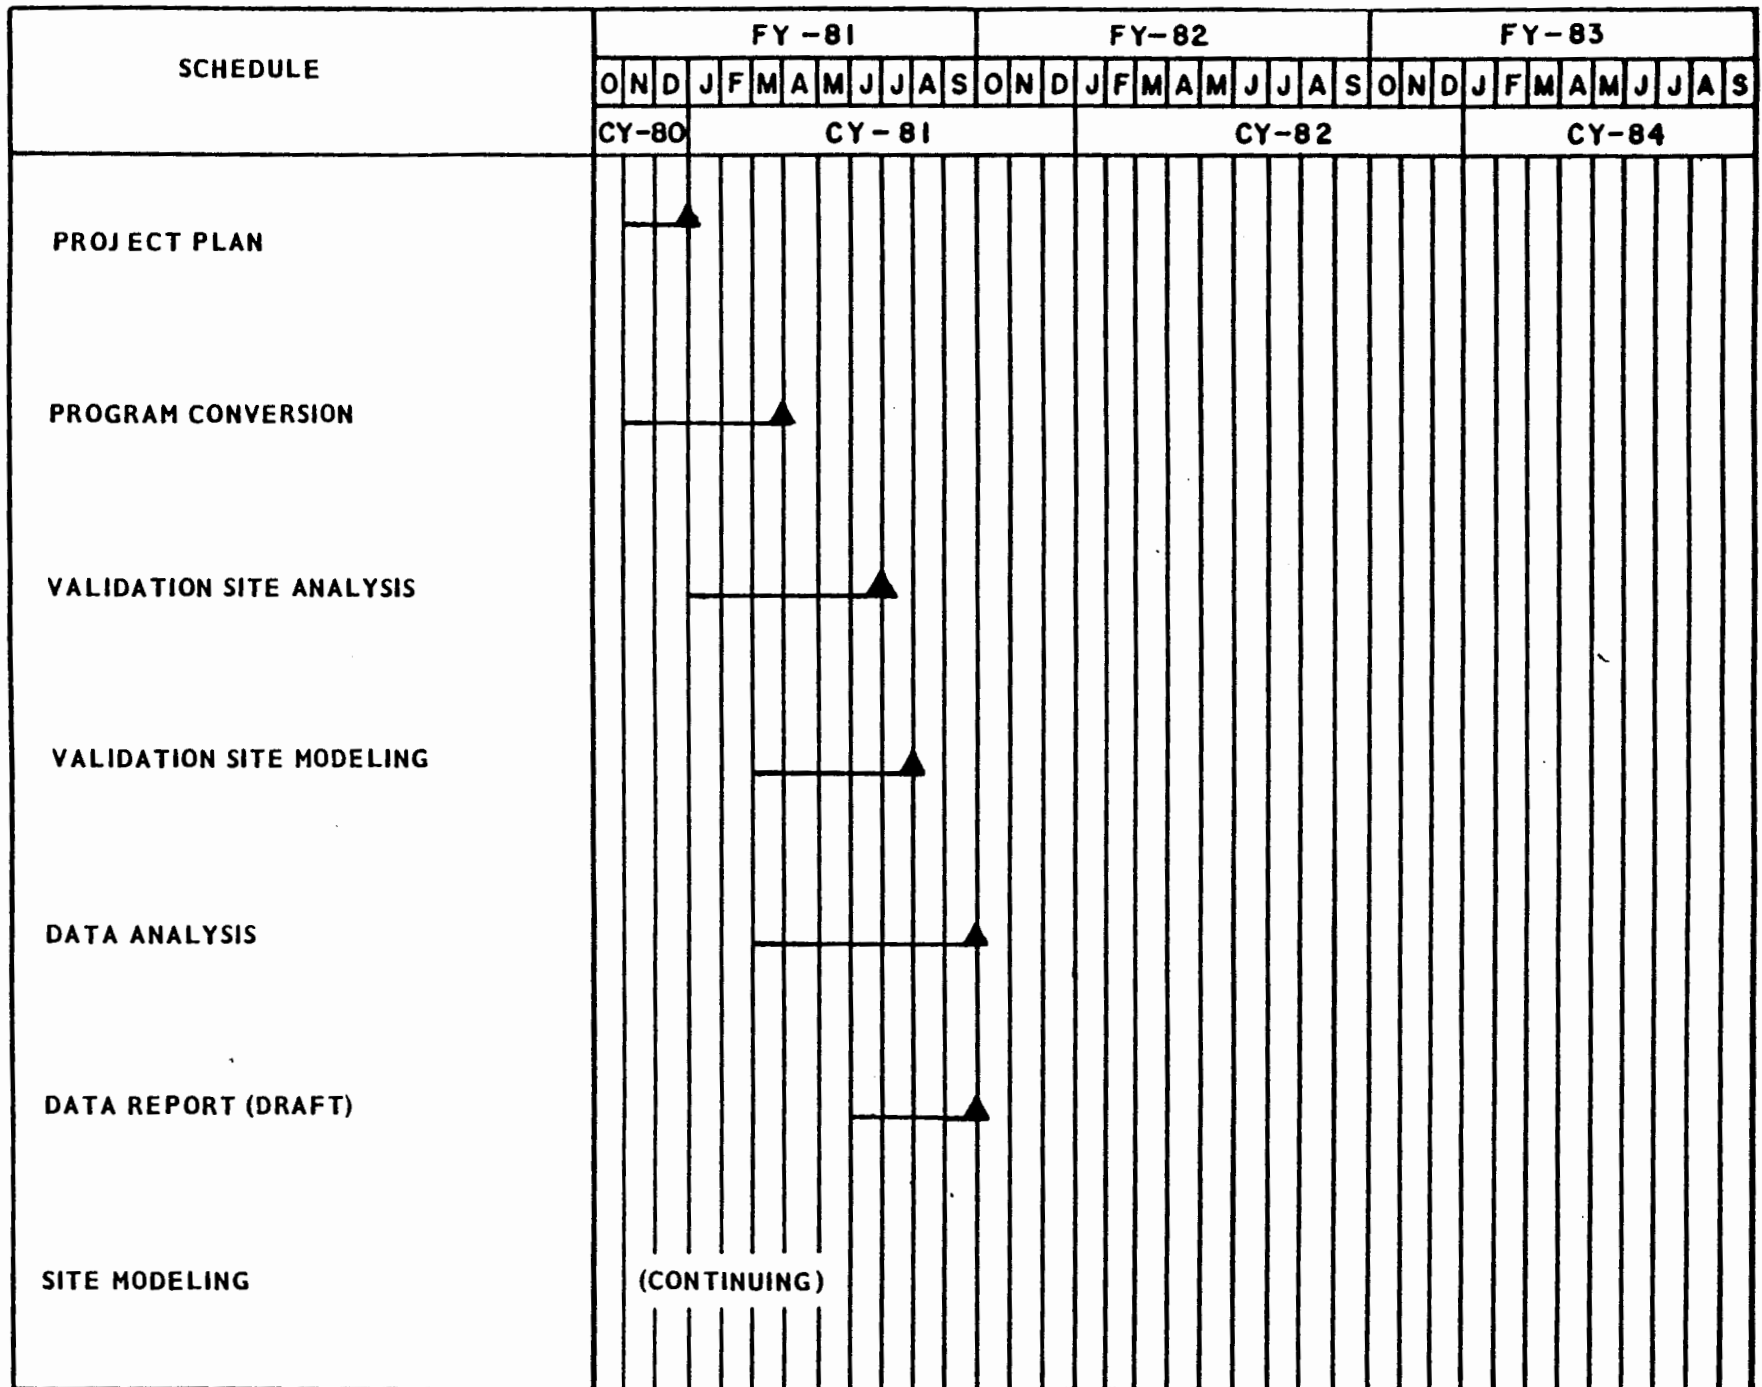 SCHEDULE
FY-81 FY-82 FY-83
O N D J F M A M J J A S O N D J F M A M J J A S O N D J F M A M J J A S
CY-80 CY-81 CY-82 CY-84
PROJECT PLAN
PROGRAM CONVERSION
VALIDATION SITE ANALYSIS
VALIDATION SITE MODELING
DATA ANALYSIS
DATA REPORT (DRAFT)
SITE MODELING (CONTINUING)